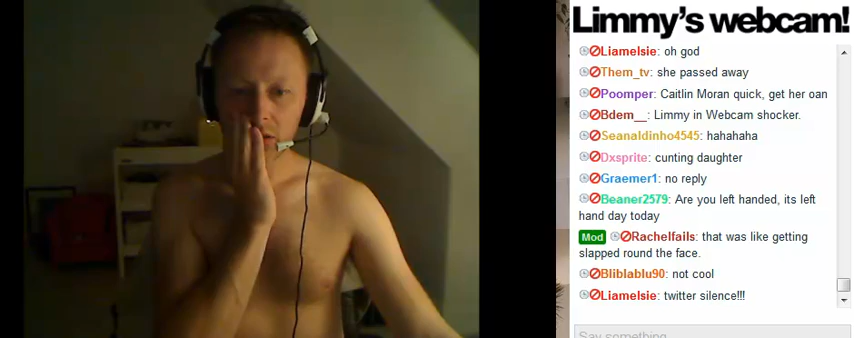 Limmy's webcam!
Liamelsie: oh god
Them_tv: she passed away
Poomper: Caitlin Moran quick, get her oan
Bdem__: Limmy in Webcam shocker.
Seanaldinho4545: hahahaha
Dxsprite: cunting daughter
Graemer1: no reply
Beaner2579: Are you left handed, its left
hand day today
Mod Rachelfails: that was like getting
slapped round the face.
Bliblablu90: not cool
Liamelsie: twitter silence!!!
Say something